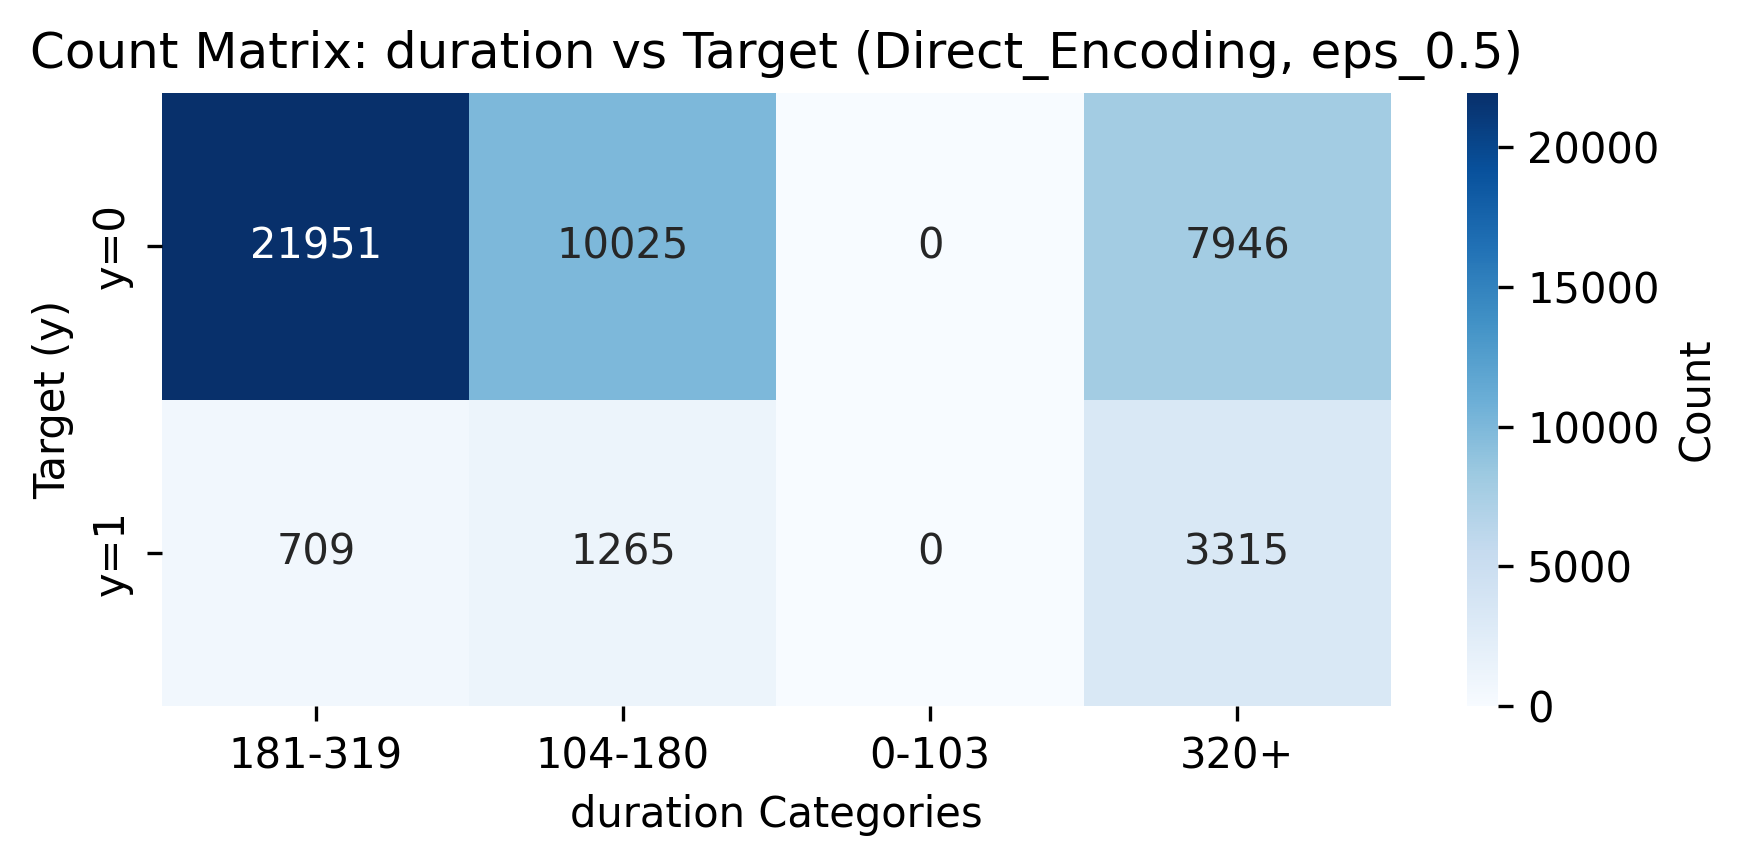 Count Matrix: duration vs Target (Direct_Encoding, eps_0.5)
Target (y)
y=0
y=1
21951 10025 0 7946
709 1265 0 3315
181-319 104-180 0-103 320+
duration Categories
20000
15000
10000
5000
0
Count